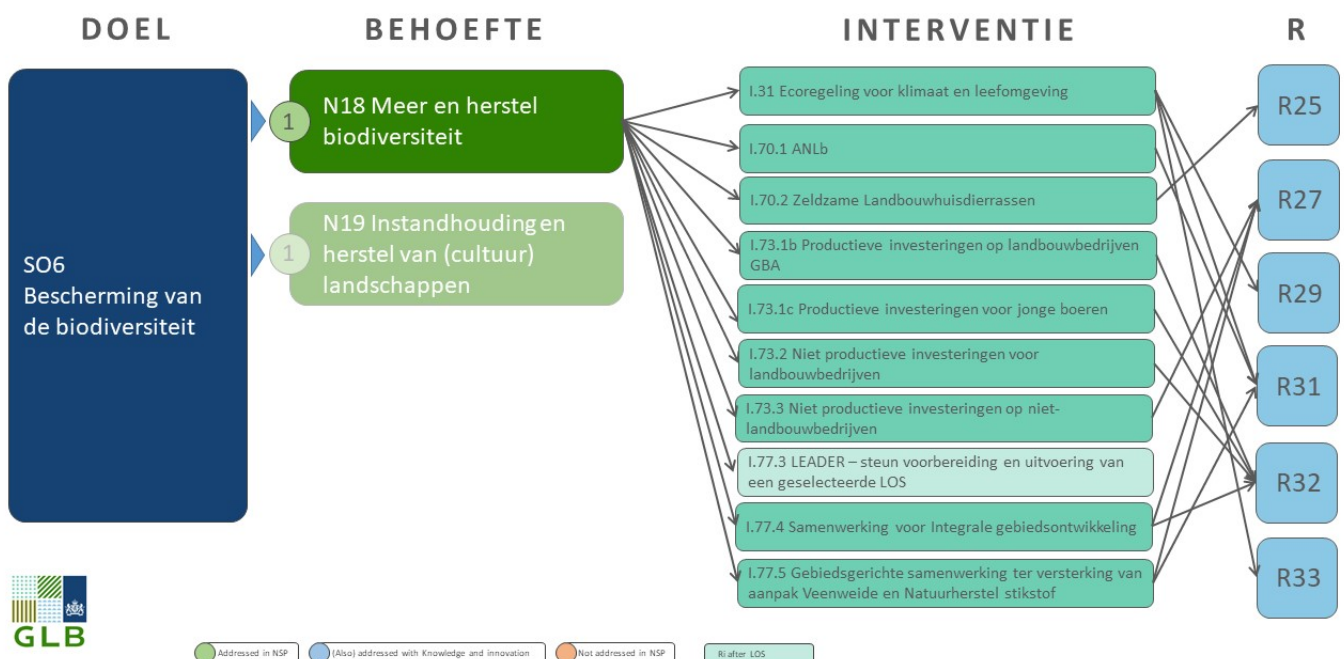 DOEL
BEHOEFTE
INTERVENTIE
R
SO6
Bescherming van
de biodiversiteit
1
N18 Meer en herstel
biodiversiteit
1
N19 Instandhouding en
herstel van (cultuur)
landschappen
I.31 Ecoregeling voor klimaat en leefomgeving
I.70.1 ANLb
I.70.2 Zeldzame Landbouwhuisdierrassen
I.73.1b Productieve investeringen op landbouwbedrijven
GBA
I.73.1c Productieve investeringen voor jonge boeren
I.73.2 Niet productieve investeringen voor
landbouwbedrijven
I.73.3 Niet productieve investeringen op niet-
landbouwbedrijven
I.77.3 LEADER – steun voorbereiding en uitvoering van
een geselecteerde LOS
I.77.4 Samenwerking voor Integrale gebiedsontwikkeling
I.77.5 Gebiedsgerichte samenwerking ter versterking van
aanpak Veenweide en Natuurherstel stikstof
R25
R27
R29
R31
R32
R33
GLB
Addressed in NSP
(Also) addressed with Knowledge and innovation
Not addressed in NSP
Ri after LOS